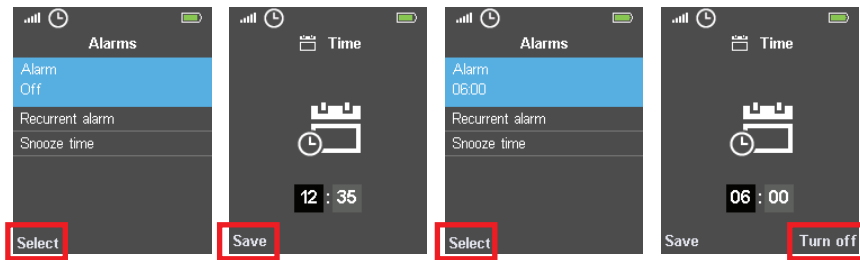 Alarms
Alarm
Off
Recurrent alarm
Snooze time
Select
Time
12 : 35
Save
Alarms
Alarm
06:00
Recurrent alarm
Snooze time
Select
Time
06 : 00
Save Turn off